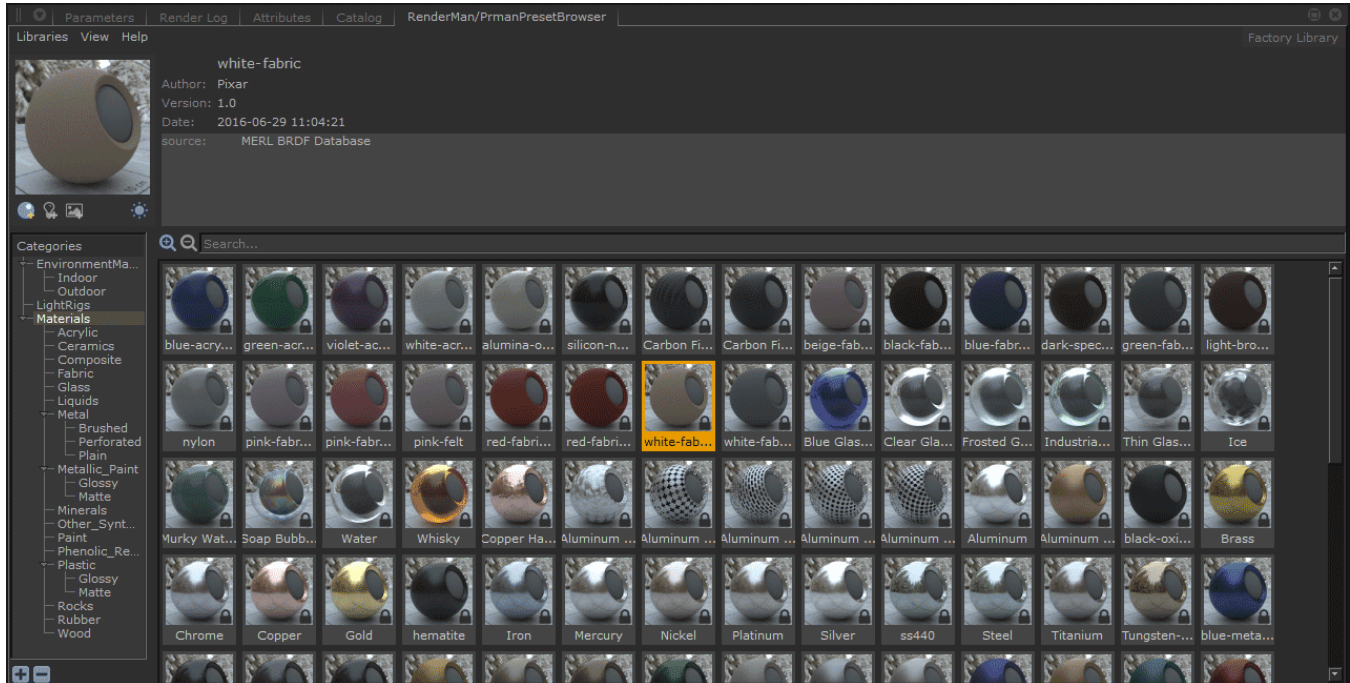 Parameters Render Log Attributes Catalog RenderMan/PrmanPresetBrowser
Libraries View Help Factory Library
white-fabric
Author: Pixar
Version: 1.0
Date: 2016-06-29 11:04:21
source: MERL BRDF Database
Search...
Categories
EnvironmentMa...
Indoor
Outdoor
LightRigs
Materials
Acrylic
Ceramics
Composite
Fabric
Glass
Liquids
Metal
Brushed
Perforated
Plain
Metallic_Paint
Glossy
Matte
Minerals
Other_Synt...
Paint
Phenolic_Re...
Plastic
Glossy
Matte
Rocks
Rubber
Wood
blue-acry... green-acr... violet-ac... white-acr... alumina-o... silicon-n... Carbon Fi... Carbon Fi... beige-fab... black-fab... blue-fabr... dark-spec... green-fab... light-bro...
nylon pink-fabr... pink-fabr... pink-felt red-fabri... red-fabri... white-fab... white-fab... Blue Glas... Clear Gla... Frosted G... Industria... Thin Glas... Ice
Murky Wat... Soap Bubb... Water Whisky Copper Ha... Aluminum ... Aluminum ... Aluminum ... Aluminum ... Aluminum ... Aluminum Aluminum ... black-oxi... Brass
Chrome Copper Gold hematite Iron Mercury Nickel Platinum Silver ss440 Steel Titanium Tungsten-... blue-meta...